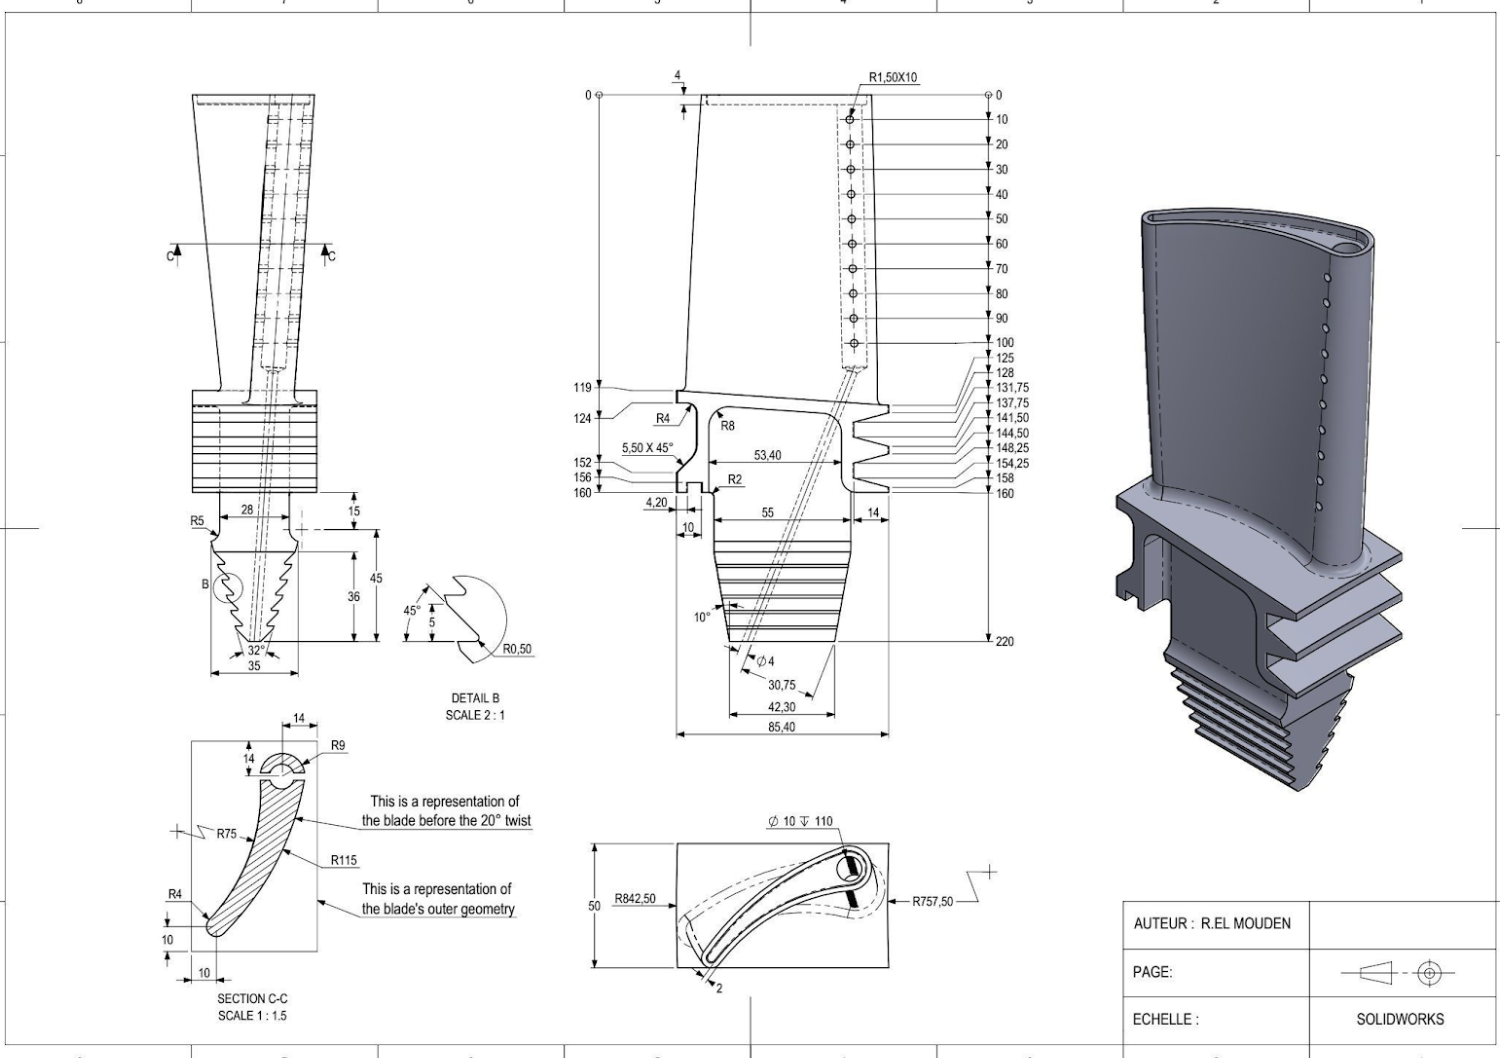 4
R1,50X10
0
0
10
20
30
40
50
60
70
80
90
100
125
128
131,75
137,75
141,50
144,50
148,25
154,25
158
160
220
119
124
152
156
160
R4
R8
5,50 X 45°
53,40
R2
4,20
10
55
14
10°
Ø 4
30,75
42,30
85,40
C
C
28
15
R5
B
36
45
32°
35
45°
5
R0,50
DETAIL B
SCALE 2 : 1
14
14
R9
R75
R115
R4
10
10
This is a representation of
the blade before the 20° twist
This is a representation of
the blade's outer geometry
SECTION C-C
SCALE 1 : 1.5
Ø 10 ↧ 110
50
R842,50
R757,50
2
AUTEUR : R.EL MOUDEN
PAGE:
ECHELLE :
SOLIDWORKS